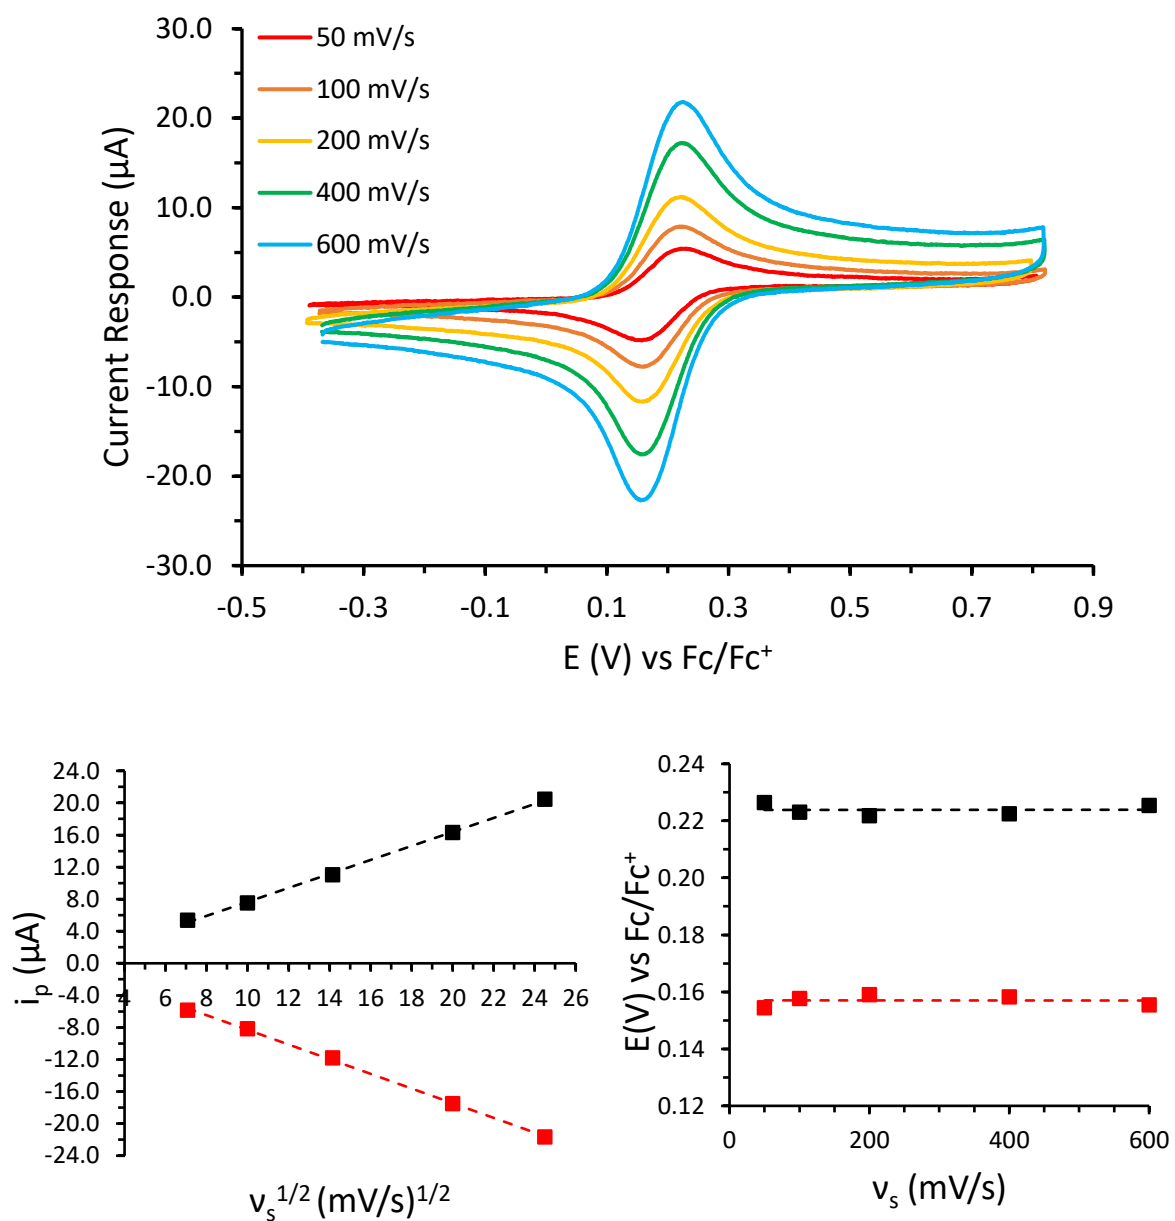 30.0
20.0
10.0
0.0
-10.0
-20.0
-30.0
Current Response (µA)
50 mV/s
100 mV/s
200 mV/s
400 mV/s
600 mV/s
-0.5 -0.3 -0.1 0.1 0.3 0.5 0.7 0.9
E (V) vs Fc/Fc⁺
24.0
20.0
16.0
12.0
8.0
4.0
0.0
-4.0
-8.0
-12.0
-16.0
-20.0
-24.0
iₚ (µA)
4 6 8 10 12 14 16 18 20 22 24 26
νₛ¹/² (mV/s)¹/²
0.24
0.22
0.20
0.18
0.16
0.14
0.12
E(V) vs Fc/Fc⁺
0 200 400 600
νₛ (mV/s)